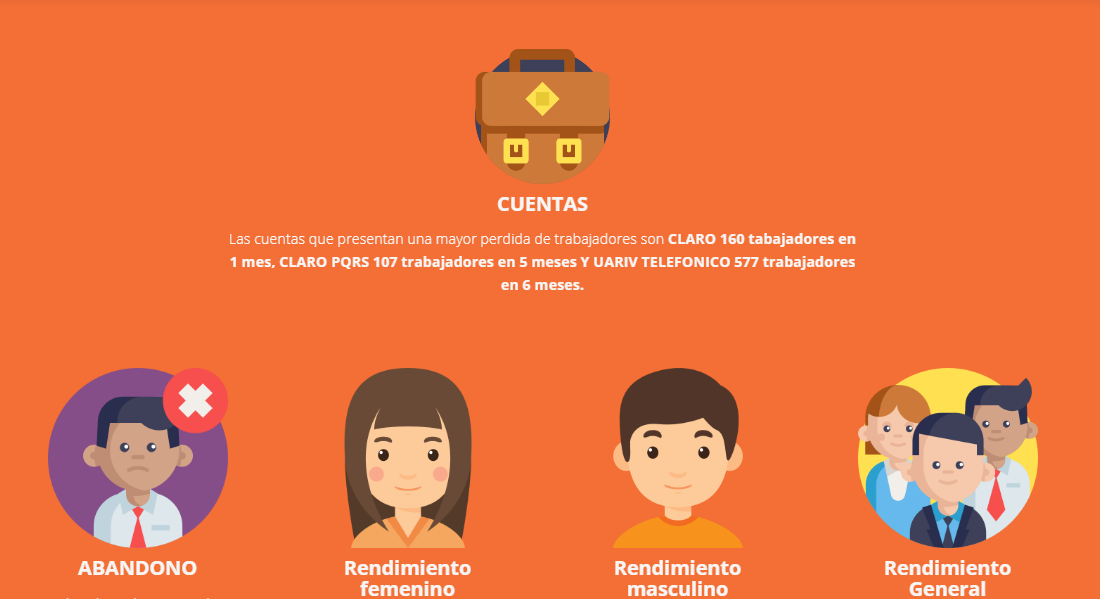 CUENTAS
Las cuentas que presentan una mayor perdida de trabajadores son CLARO 160 tabajadores en
1 mes, CLARO PQRS 107 trabajadores en 5 meses Y UARIV TELEFONICO 577 trabajadores
en 6 meses.
ABANDONO
Rendimiento
femenino
Rendimiento
masculino
Rendimiento
General